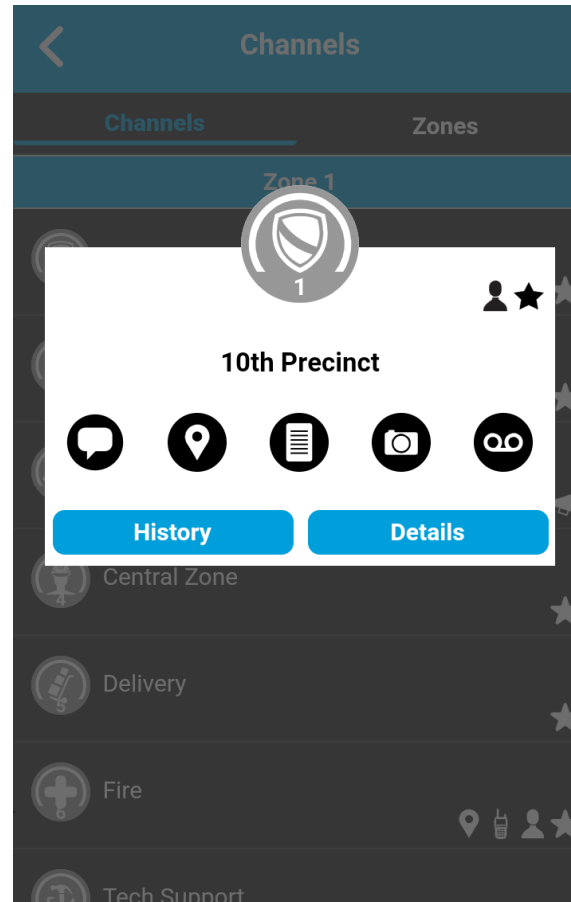 Channels
Channels
Zones
Zone 1
1
10th Precinct
History
Details
Central Zone
4
Delivery
5
Fire
6
Tech Support